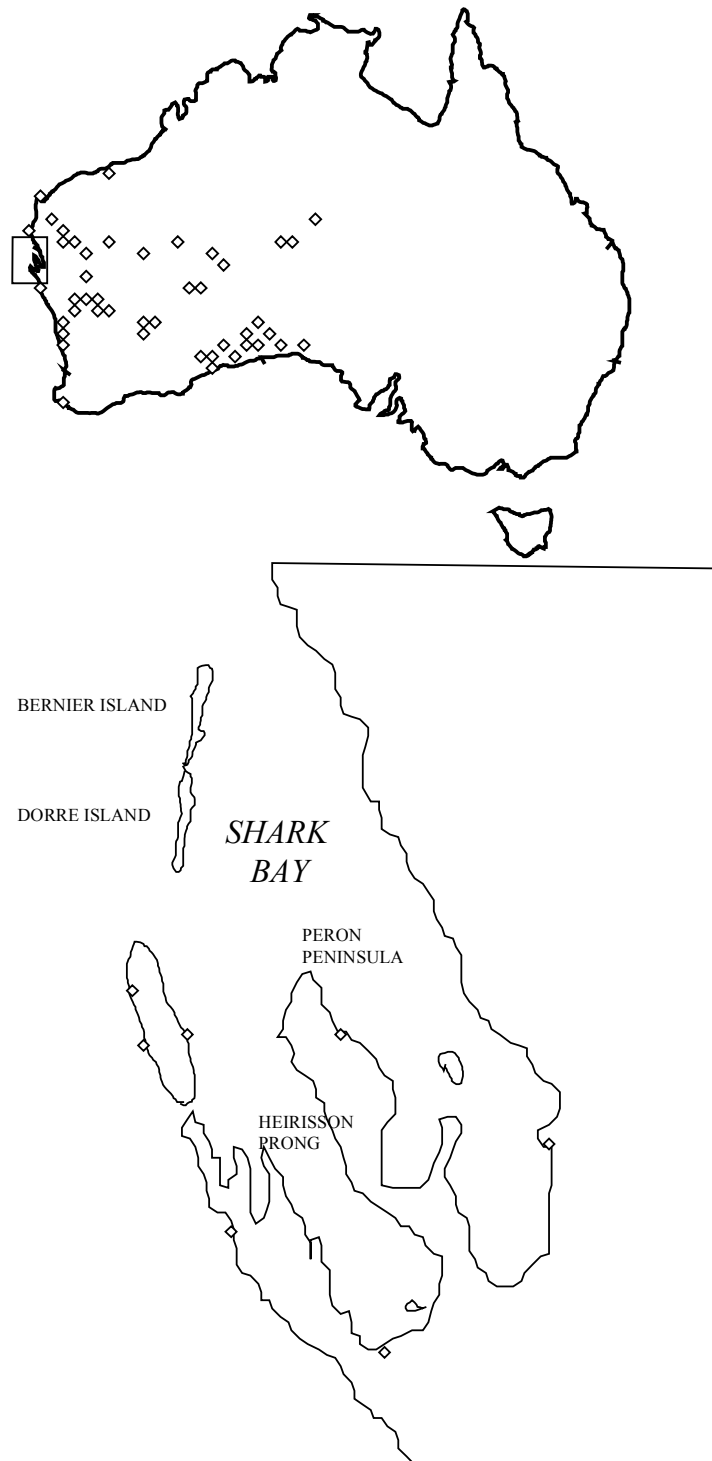 BERNIER ISLAND
DORRE ISLAND
SHARK
BAY
PERON
PENINSULA
HEIRISSON
PRONG